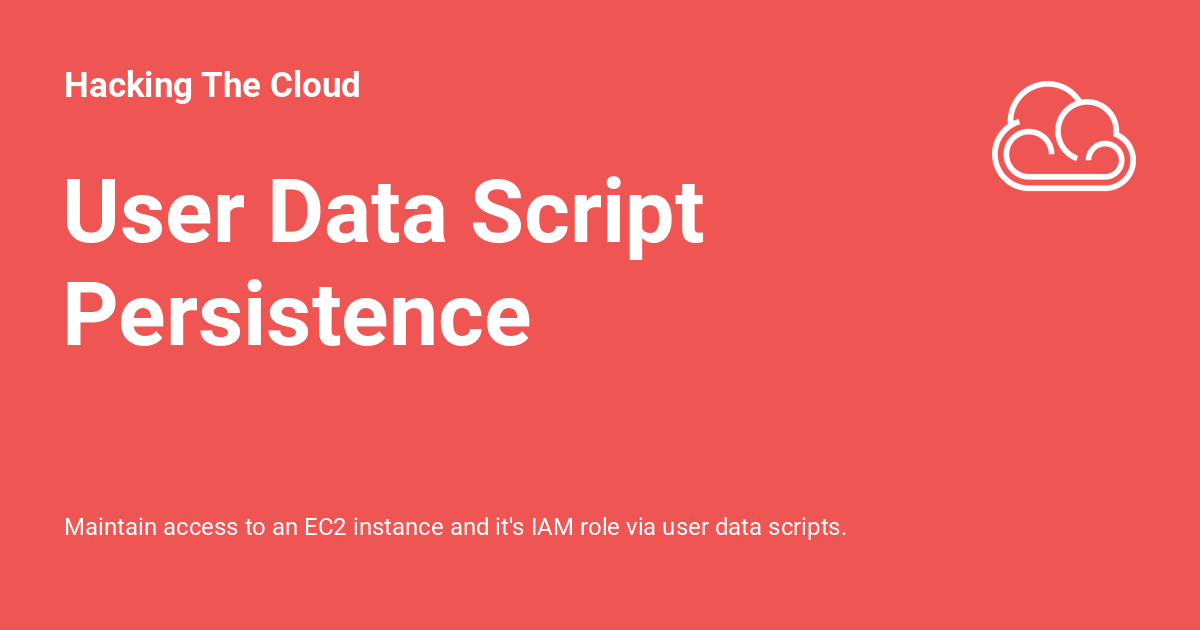 Hacking The Cloud
User Data Script
Persistence
Maintain access to an EC2 instance and it's IAM role via user data scripts.